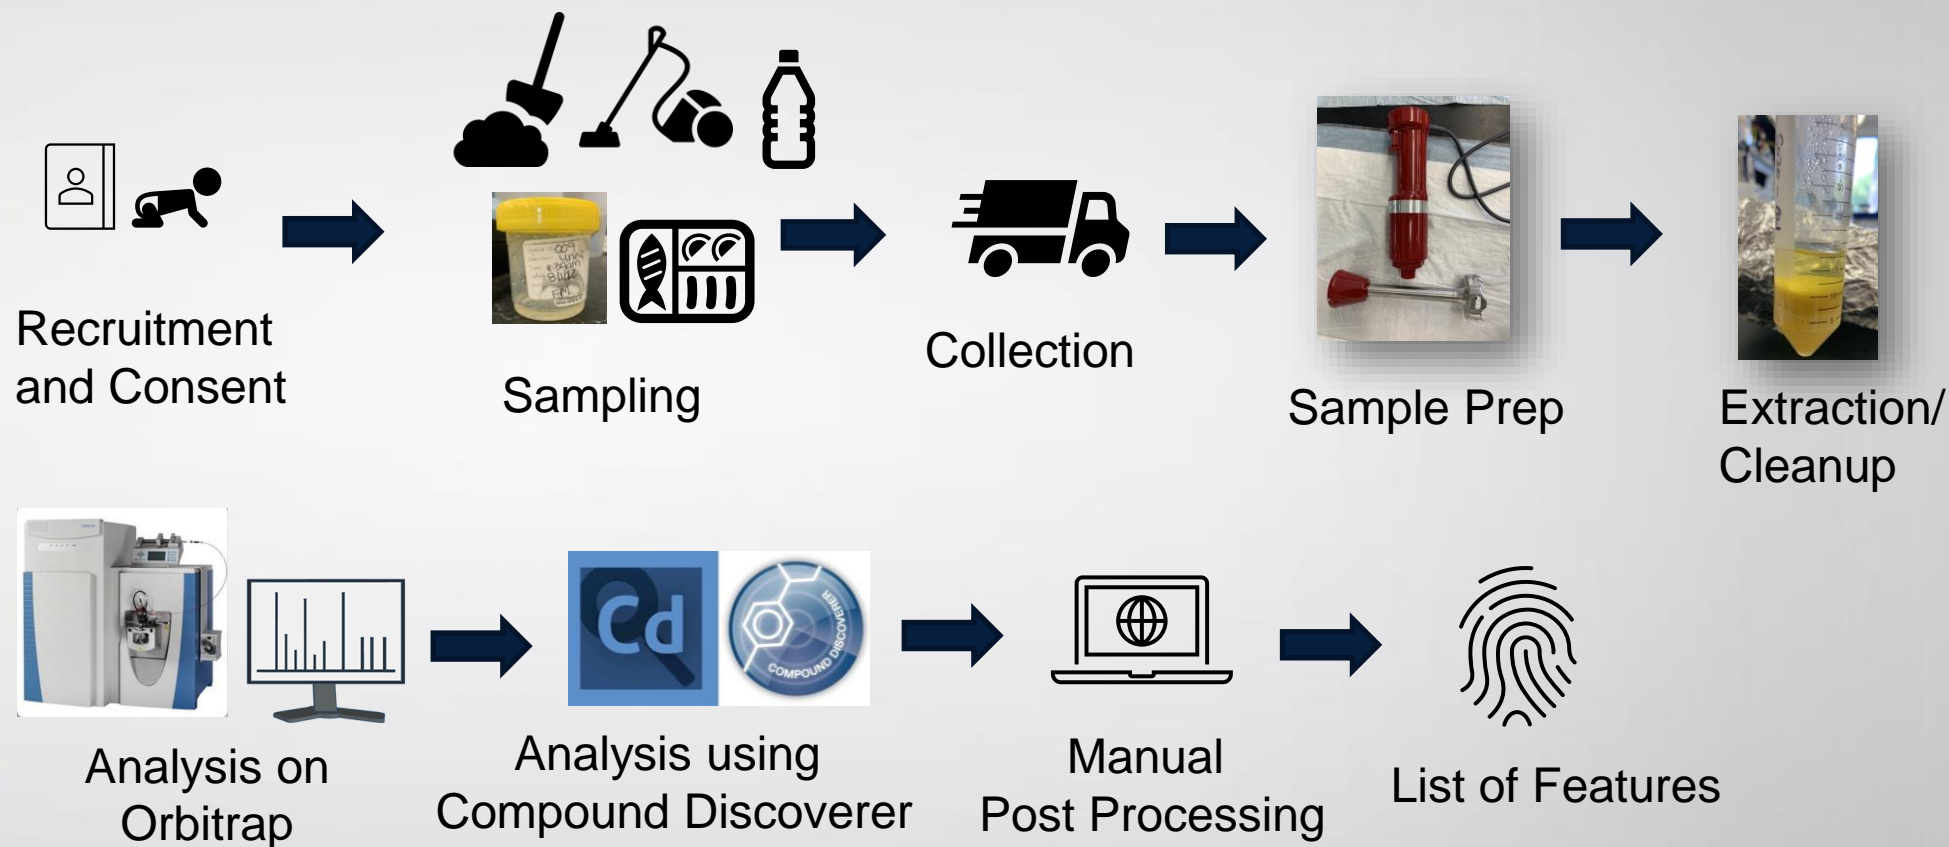 Recruitment
and Consent
Sampling
Collection
Sample Prep
Extraction/
Cleanup
Cd
COMPOUND DISCOVERER
Analysis on
Orbitrap
Analysis using
Compound Discoverer
Manual
Post Processing
List of Features